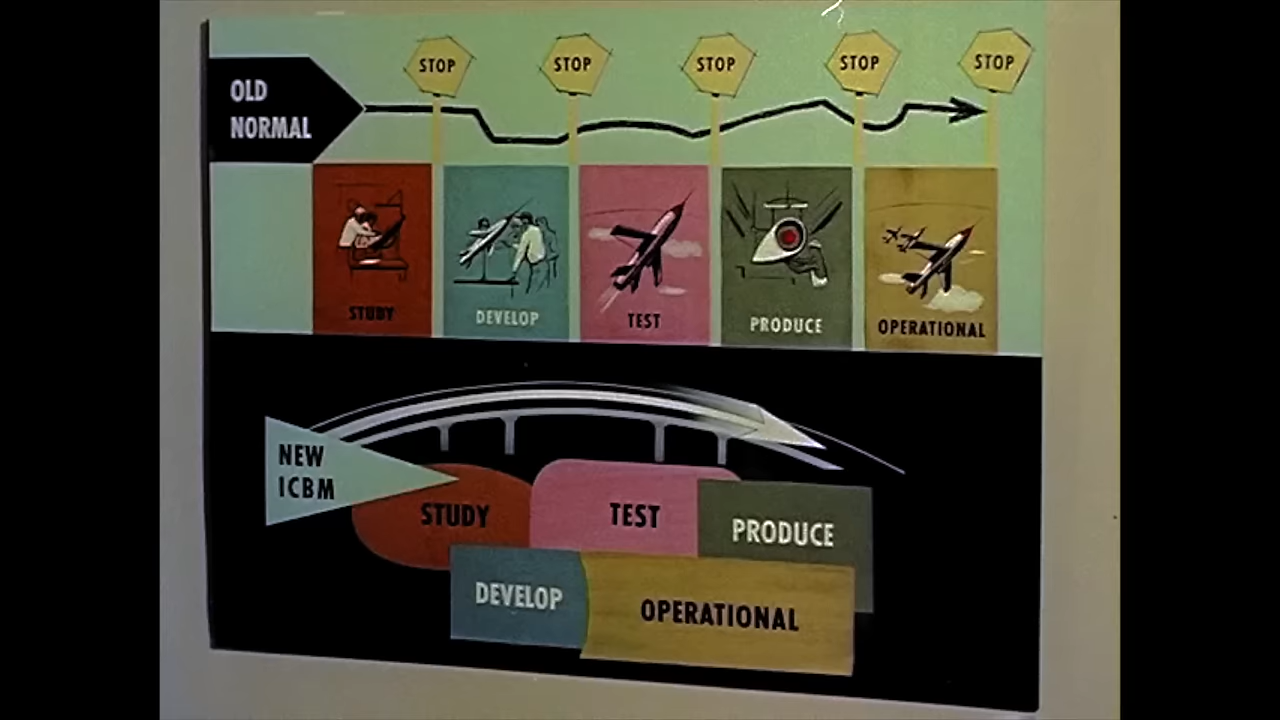 STOP STOP STOP STOP STOP
OLD
NORMAL
STUDY DEVELOP TEST PRODUCE OPERATIONAL
NEW
ICBM
STUDY TEST PRODUCE
DEVELOP OPERATIONAL